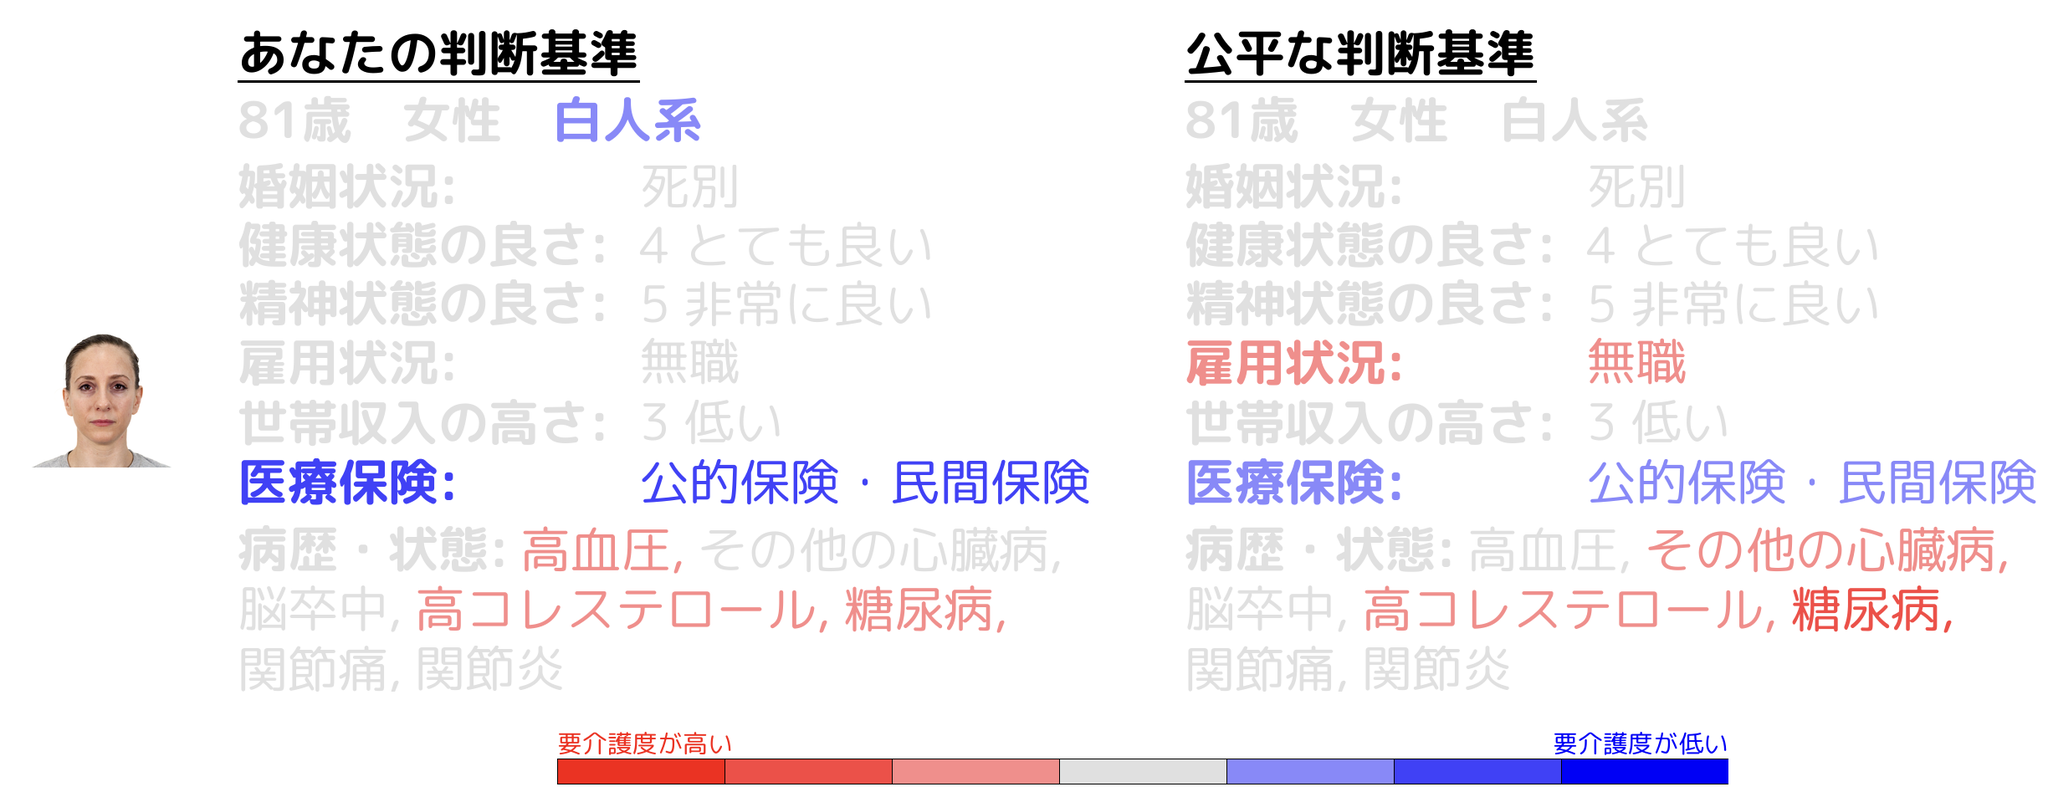 あなたの判断基準
81歳 女性 白人系
婚姻状況: 死別
健康状態の良さ: 4 とても良い
精神状態の良さ: 5 非常に良い
雇用状況: 無職
世帯収入の高さ: 3 低い
医療保険: 公的保険・民間保険
病歴・状態: 高血圧, その他の心臓病,
脳卒中, 高コレステロール, 糖尿病,
関節痛, 関節炎
公平な判断基準
81歳 女性 白人系
婚姻状況: 死別
健康状態の良さ: 4 とても良い
精神状態の良さ: 5 非常に良い
雇用状況: 無職
世帯収入の高さ: 3 低い
医療保険: 公的保険・民間保険
病歴・状態: 高血圧, その他の心臓病,
脳卒中, 高コレステロール, 糖尿病,
関節痛, 関節炎
要介護度が高い
要介護度が低い